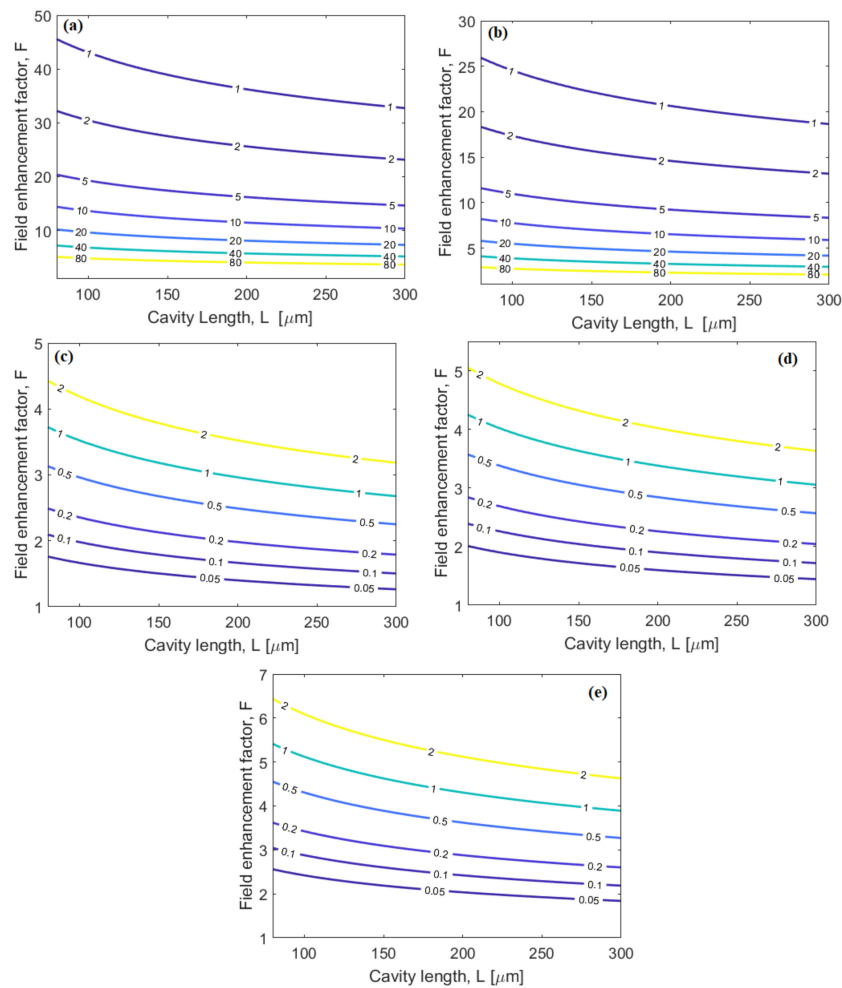 (a)
Field enhancement factor, F
50
40
30
20
10
1 1 1
2 2 2
5 5 5
10 10 10
20 20 20
40 40 40
80 80 80
100 150 200 250 300
Cavity Length, L [μm]
(b)
Field enhancement factor, F
30
25
20
15
10
5
1 1 1
2 2 2
5 5 5
10 10 10
20 20 20
40 40 40
80 80 80
100 150 200 250 300
Cavity Length, L [μm]
(c)
Field enhancement factor, F
5
4
3
2
1
2 2 2
1 1 1
0.5 0.5 0.5
0.2 0.2 0.2
0.1 0.1 0.1
0.05 0.05
100 150 200 250 300
Cavity length, L [μm]
(d)
Field enhancement factor, F
5
4
3
2
1
2 2 2
1 1 1
0.5 0.5 0.5
0.2 0.2 0.2
0.1 0.1 0.1
0.05 0.05
100 150 200 250 300
Cavity length, L [μm]
(e)
Field enhancement factor, F
7
6
5
4
3
2
1
2 2 2
1 1 1
0.5 0.5 0.5
0.2 0.2 0.2
0.1 0.1 0.1
0.05 0.05
100 150 200 250 300
Cavity length, L [μm]